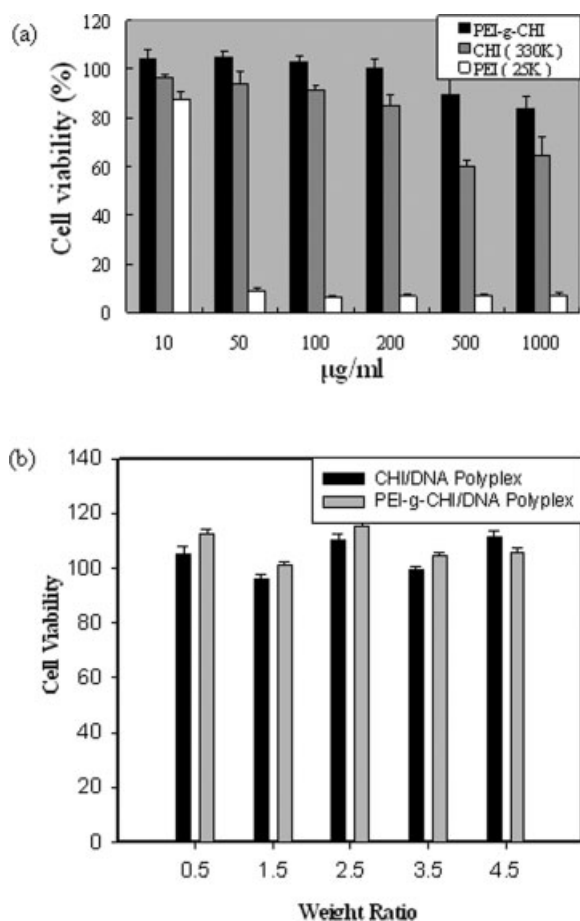 (a)
120
100
80
60
40
20
0
Cell viability (%)
PEI-g-CHI
CHI ( 330K )
PEI ( 25K )
10 50 100 200 500 1000
μg/ml
(b)
140
120
100
80
60
40
20
0
Cell Viability
CHI/DNA Polyplex
PEI-g-CHI/DNA Polyplex
0.5 1.5 2.5 3.5 4.5
Weight Ratio